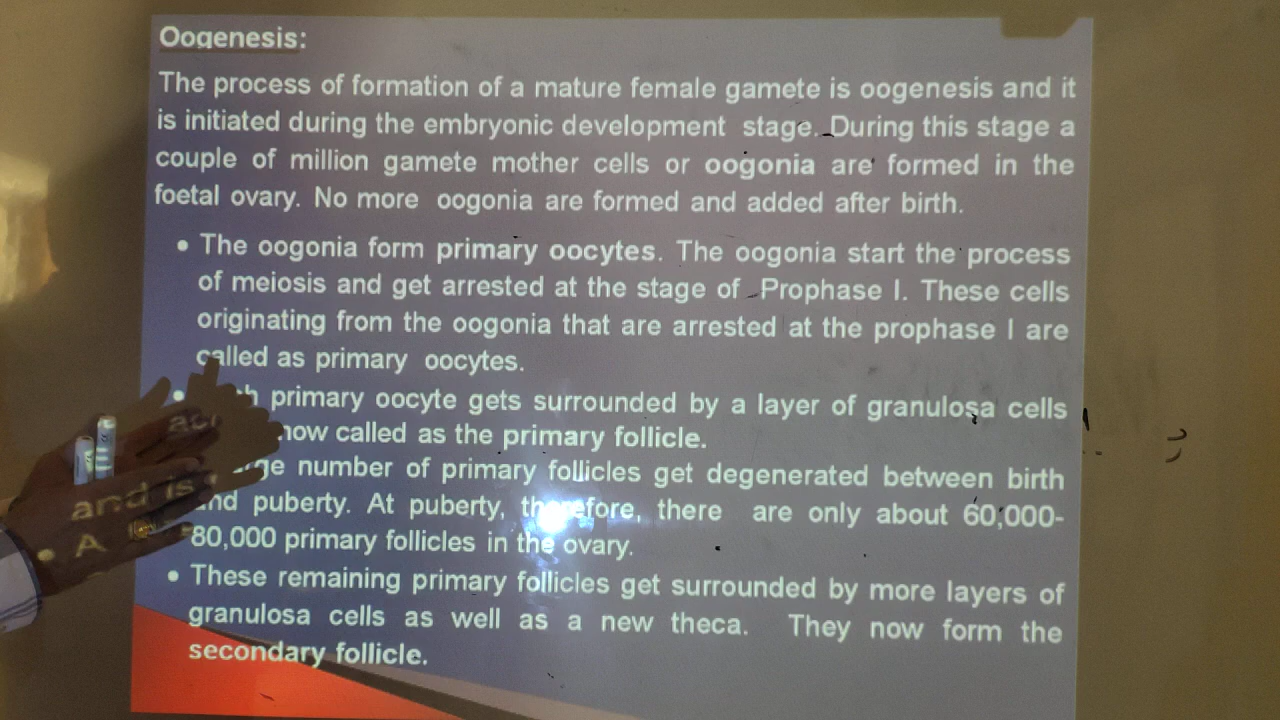 Oogenesis:
The process of formation of a mature female gamete is oogenesis and it
is initiated during the embryonic development stage. During this stage a
couple of million gamete mother cells or oogonia are formed in the
foetal ovary. No more oogonia are formed and added after birth.
• The oogonia form primary oocytes. The oogonia start the process
of meiosis and get arrested at the stage of Prophase I. These cells
originating from the oogonia that are arrested at the prophase I are
called as primary oocytes.
• primary oocyte gets surrounded by a layer of granulosa cells
and is now called as the primary follicle.
• A number of primary follicles get degenerated between birth
and puberty. At puberty, therefore, there are only about 60,000-
80,000 primary follicles in the ovary.
• These remaining primary follicles get surrounded by more layers of
granulosa cells as well as a new theca. They now form the
secondary follicle.